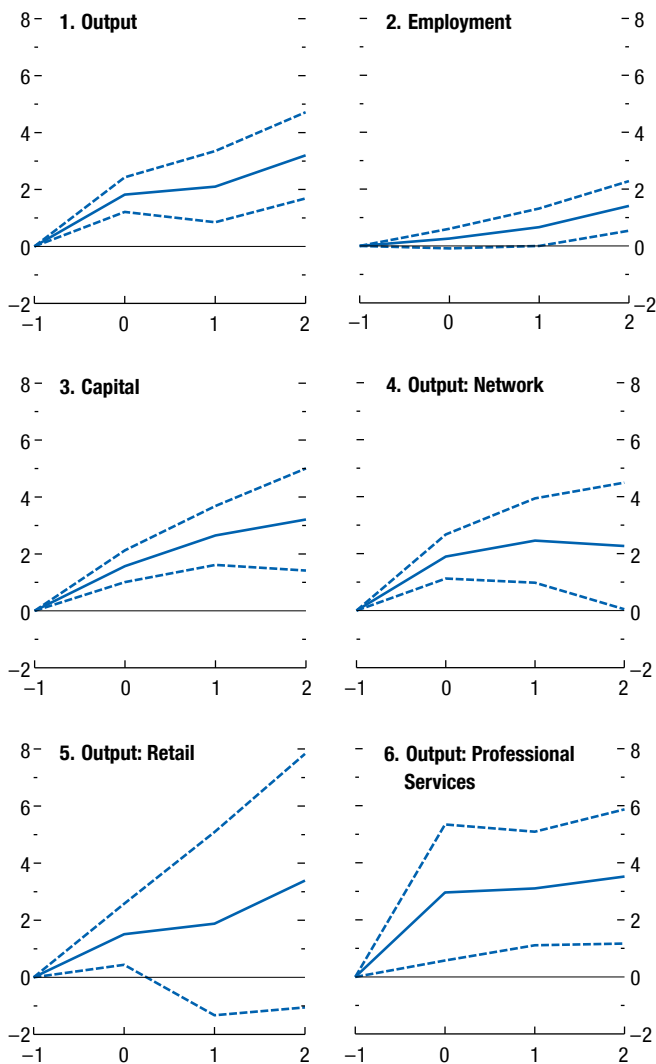 1. Output
8
6
4
2
0
−2
−1 0 1 2
2. Employment
8
6
4
2
0
−2
−1 0 1 2
3. Capital
8
6
4
2
0
−2
−1 0 1 2
4. Output: Network
8
6
4
2
0
−2
−1 0 1 2
5. Output: Retail
8
6
4
2
0
−2
−1 0 1 2
6. Output: Professional
Services
8
6
4
2
0
−2
−1 0 1 2